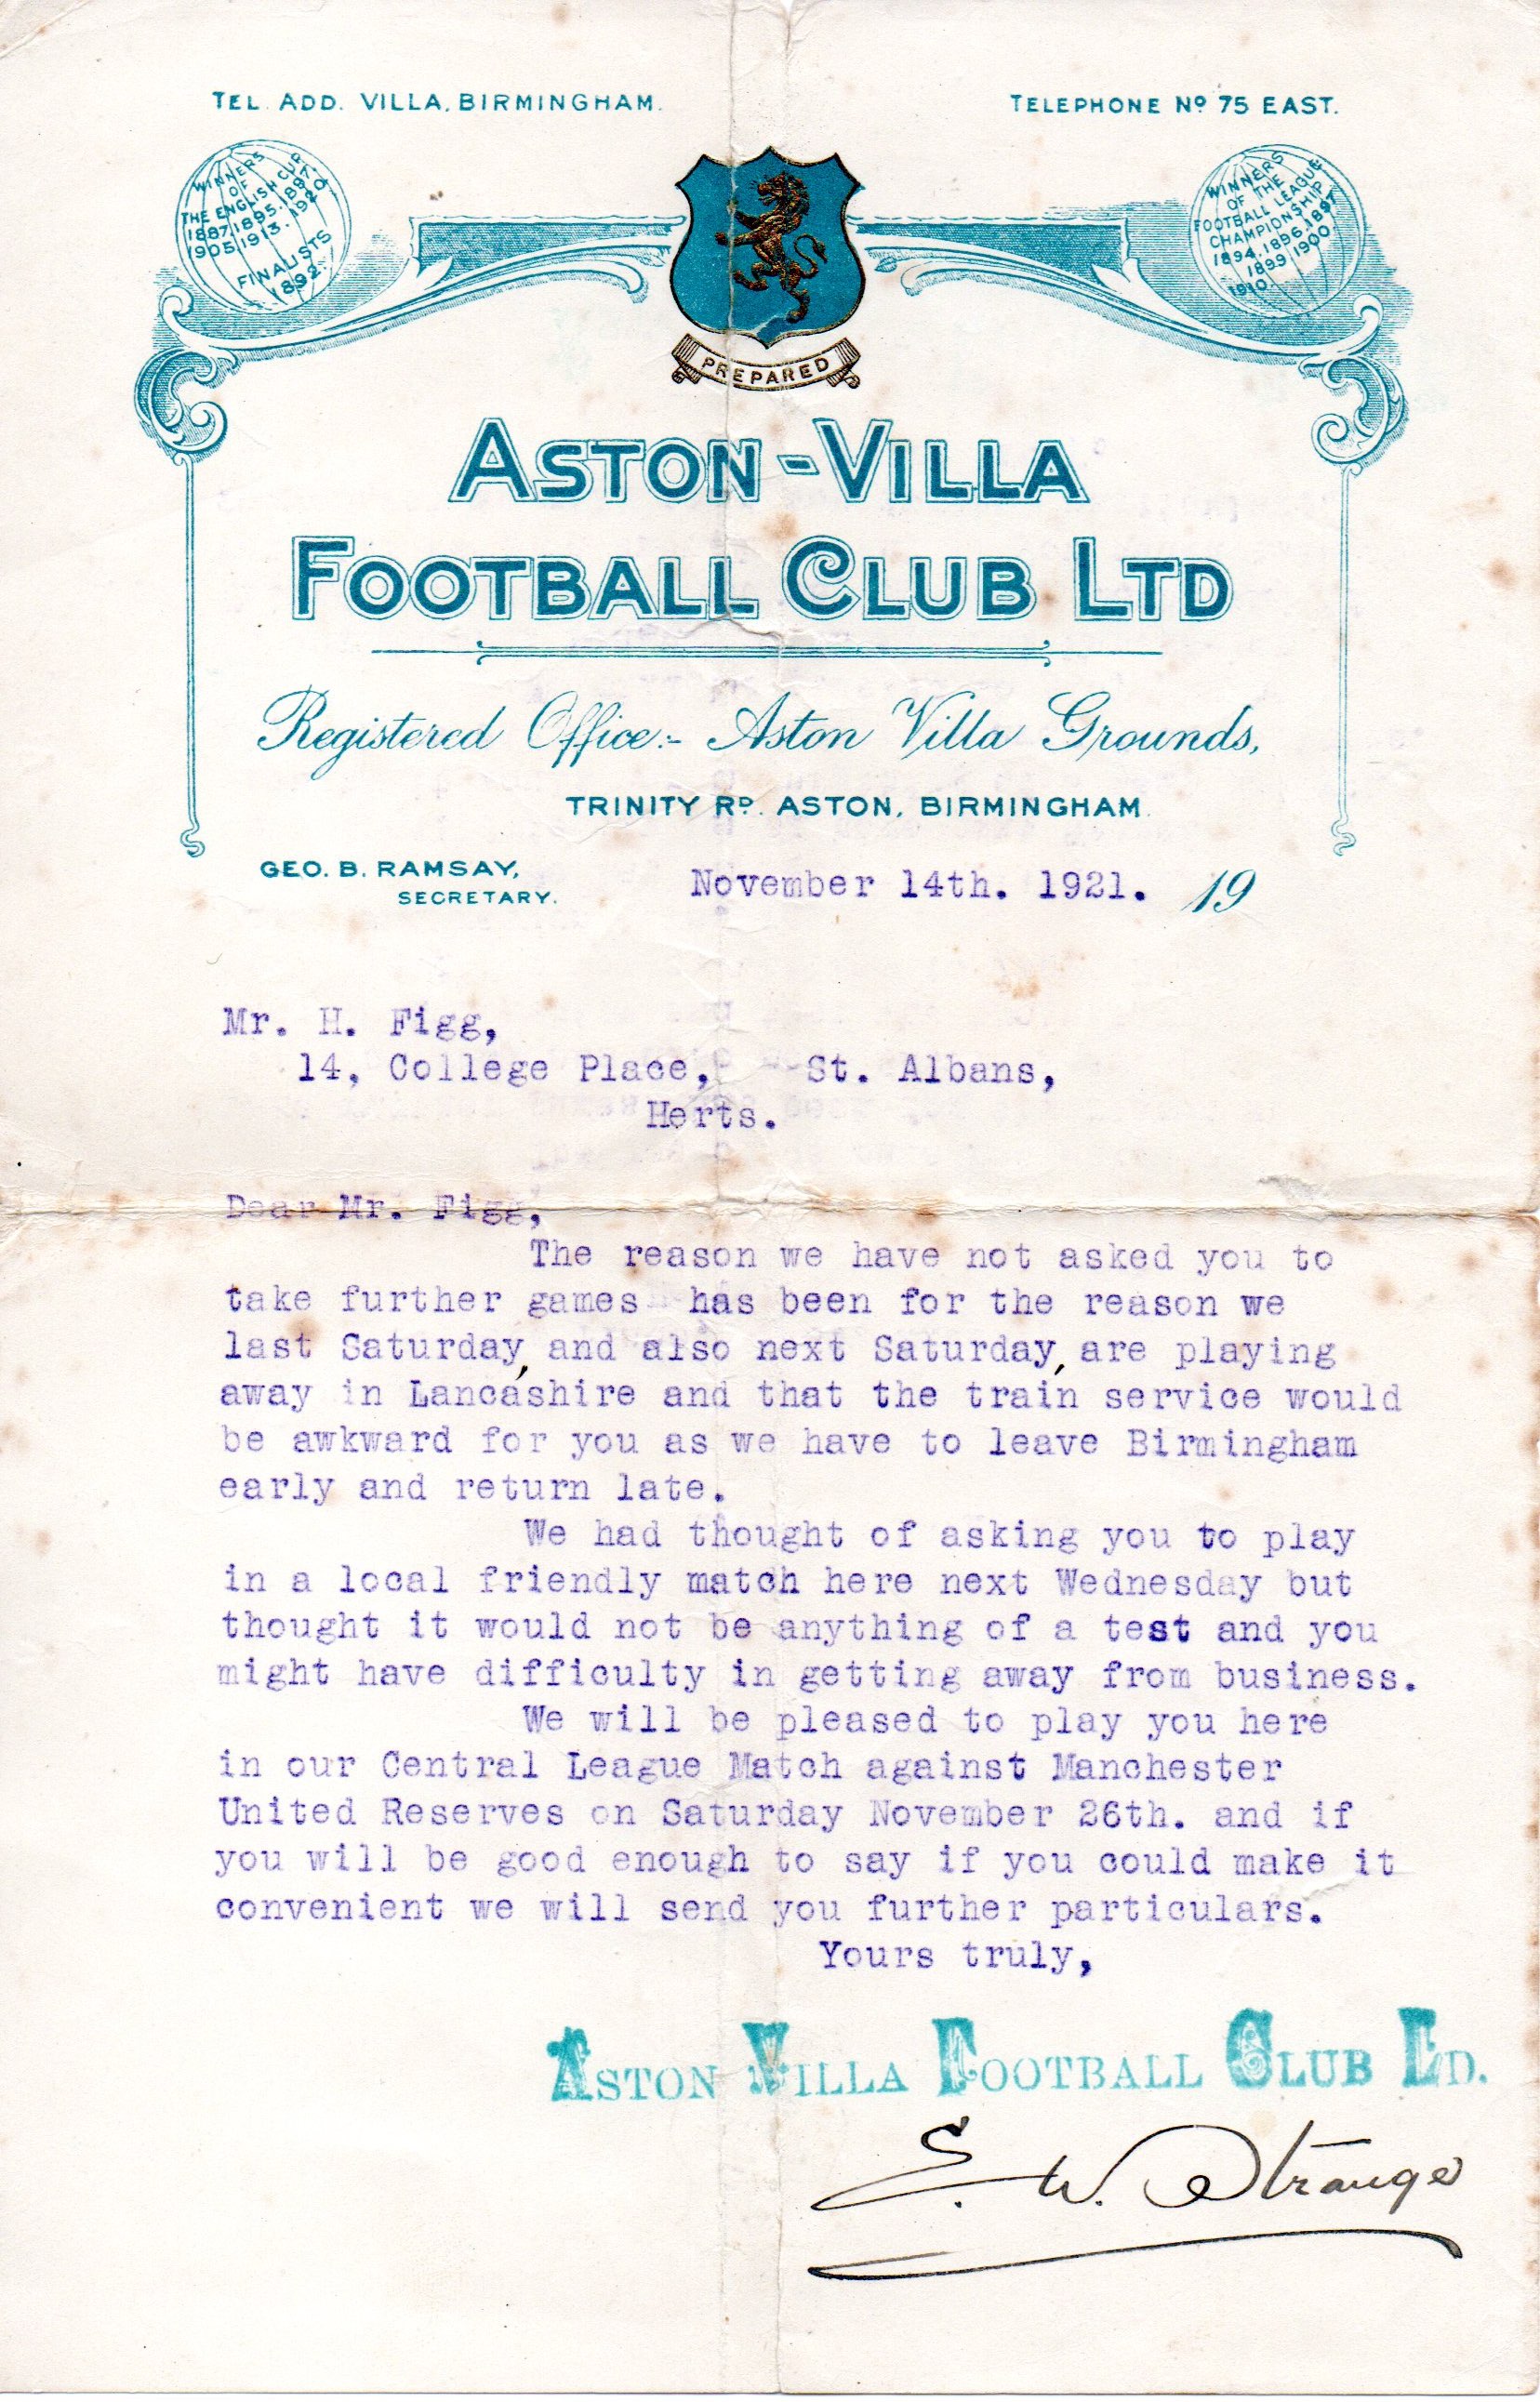 TEL. ADD. VILLA, BIRMINGHAM.
TELEPHONE Nº 75 EAST.
WINNERS
OF
THE ENGLISH CUP
1887, 1895, 1897,
1905, 1913, 1920,
FINALISTS
1892.
WINNERS
OF THE
FOOTBALL LEAGUE
CHAMPIONSHIP
1894, 1896, 1897
1899, 1900,
1910.
PREPARED
ASTON-VILLA
FOOTBALL CLUB LTD
Registered Office:- Aston Villa Grounds,
TRINITY RD. ASTON, BIRMINGHAM.
GEO. B. RAMSAY,
SECRETARY.
November 14th. 1921. 19
Mr. H. Figg,
14, College Place, St. Albans,
Herts.
Dear Mr. Figg,
The reason we have not asked you to
take further games has been for the reason we
last Saturday, and also next Saturday, are playing
away in Lancashire and that the train service would
be awkward for you as we have to leave Birmingham
early and return late.
We had thought of asking you to play
in a local friendly match here next Wednesday but
thought it would not be anything of a test and you
might have difficulty in getting away from business.
We will be pleased to play you here
in our Central League Match against Manchester
United Reserves on Saturday November 26th. and if
you will be good enough to say if you could make it
convenient we will send you further particulars.
Yours truly,
ASTON VILLA FOOTBALL CLUB LD.
E. W. Strange